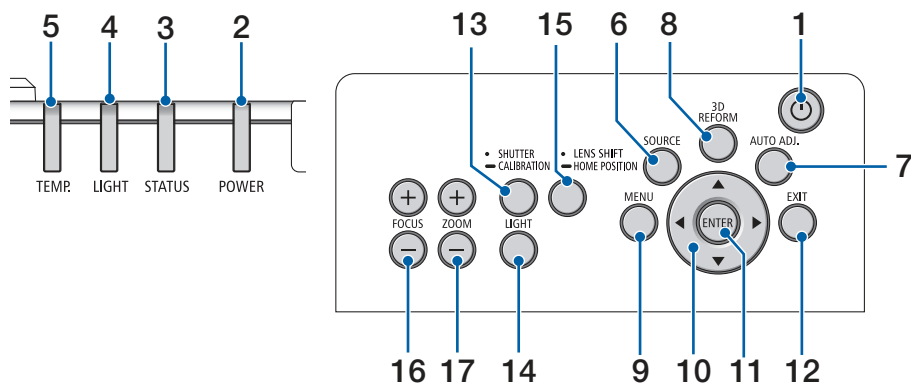 5 4 3 2
TEMP. LIGHT STATUS POWER
13 15 6 8 1
3D
REFORM
• SHUTTER
– CALIBRATION
• LENS SHIFT
– HOME POSITION
SOURCE
AUTO ADJ.
7
+ +
FOCUS ZOOM LIGHT
– –
MENU
ENTER
EXIT
16 17 14 9 10 11 12